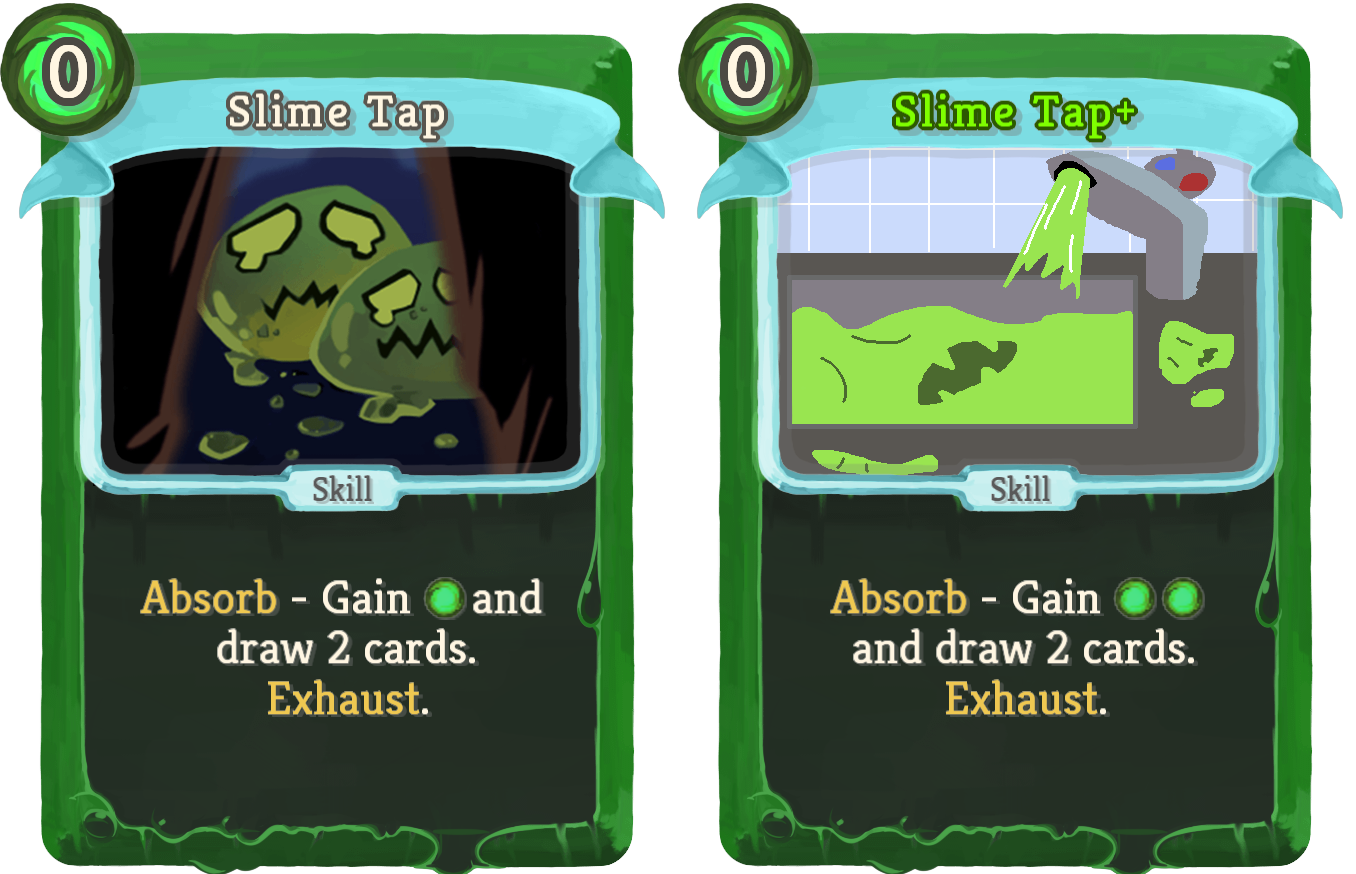 0
Slime Tap
Skill
Absorb - Gain and
draw 2 cards.
Exhaust.
0
Slime Tap+
Skill
Absorb - Gain
and draw 2 cards.
Exhaust.